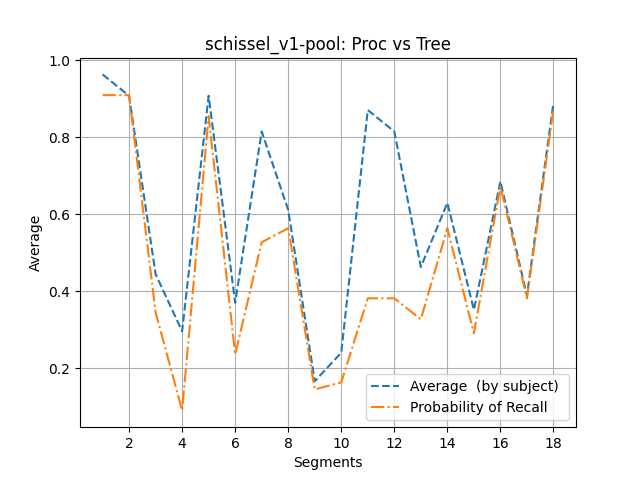 schissel_v1-pool: Proc vs Tree
1.0
0.8
0.6
0.4
0.2
Average
Average  (by subject)
Probability of Recall
2 4 6 8 10 12 14 16 18
Segments